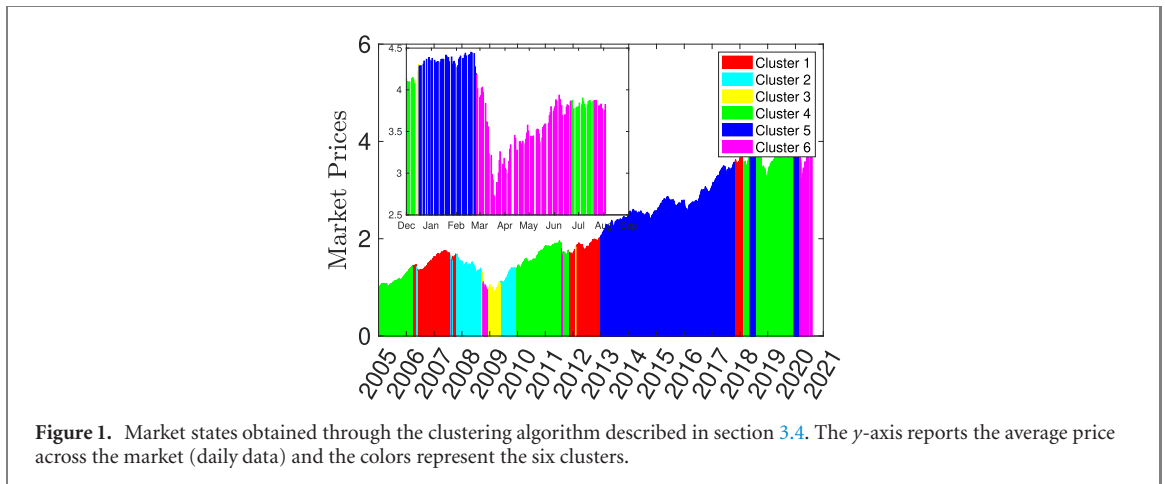 Market Prices
6
4
2
0
4.5
4
3.5
3
2.5
Dec Jan Feb Mar Apr May Jun Jul Aug
Cluster 1
Cluster 2
Cluster 3
Cluster 4
Cluster 5
Cluster 6
2005 2006 2007 2008 2009 2010 2011 2012 2013 2014 2015 2016 2017 2018 2019 2020 2021
Figure 1. Market states obtained through the clustering algorithm described in section 3.4. The y-axis reports the average price
across the market (daily data) and the colors represent the six clusters.